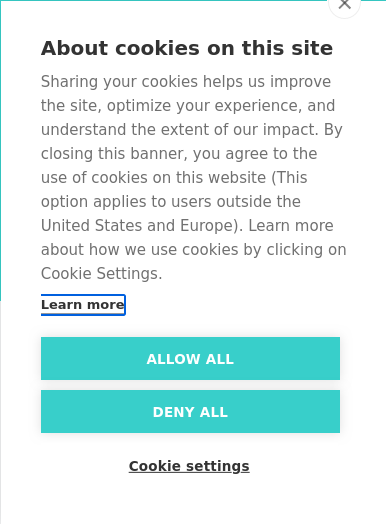 About cookies on this site
Sharing your cookies helps us improve
the site, optimize your experience, and
understand the extent of our impact. By
closing this banner, you agree to the
use of cookies on this website (This
option applies to users outside the
United States and Europe). Learn more
about how we use cookies by clicking on
Cookie Settings.
Learn more
ALLOW ALL
DENY ALL
Cookie settings